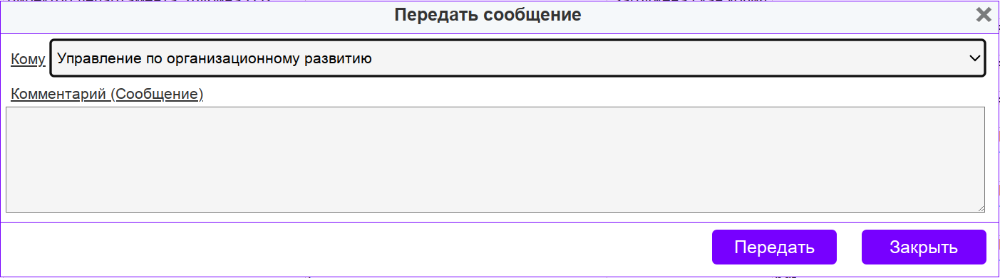 Передать сообщение
Кому Управление по организационному развитию
Комментарий (Сообщение)
Передать Закрыть